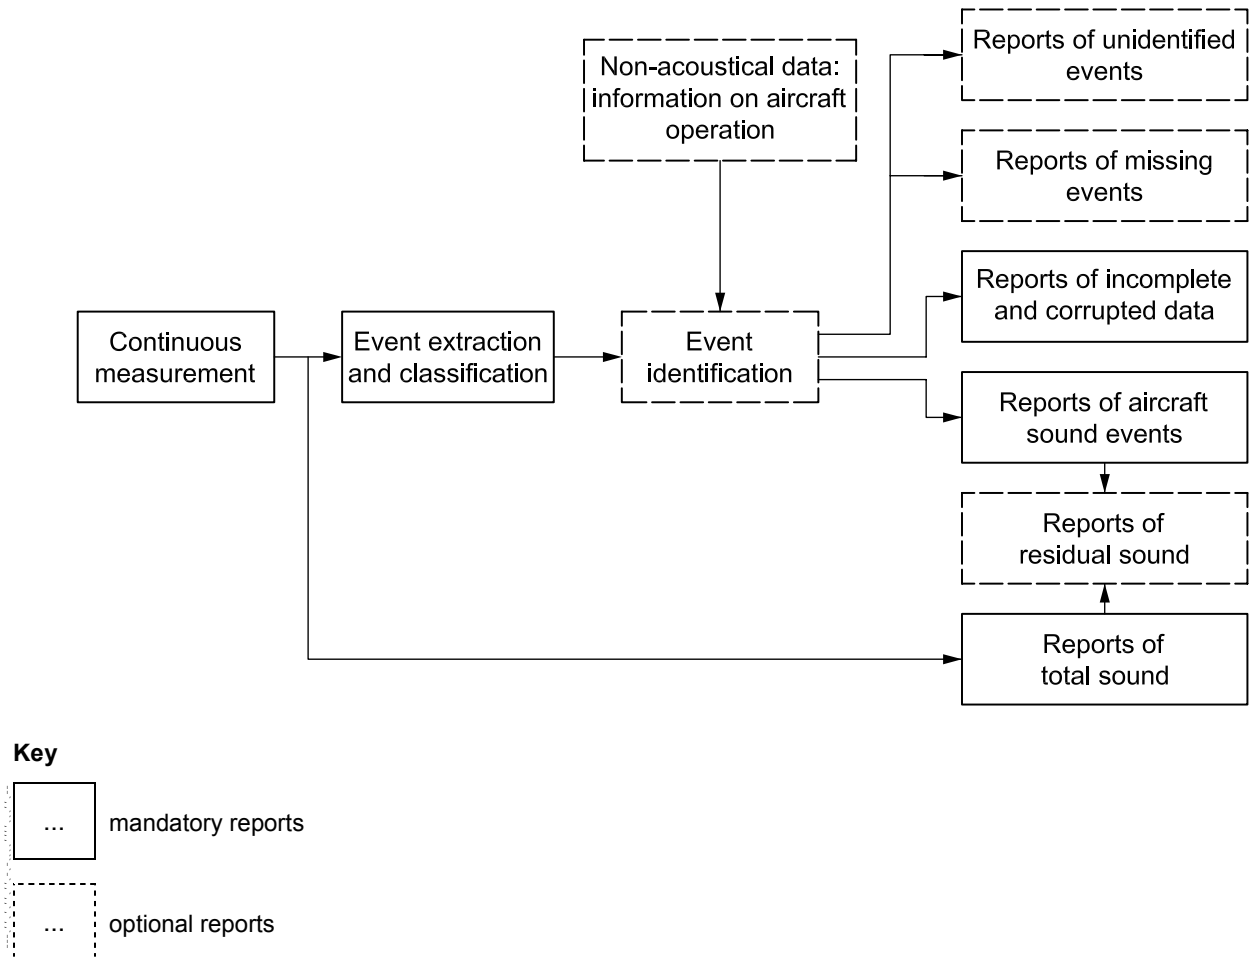 Non-acoustical data:
information on aircraft
operation
Reports of unidentified
events
Reports of missing
events
Reports of incomplete
and corrupted data
Continuous
measurement
Event extraction
and classification
Event
identification
Reports of aircraft
sound events
Reports of
residual sound
Reports of
total sound
Key
... mandatory reports
... optional reports